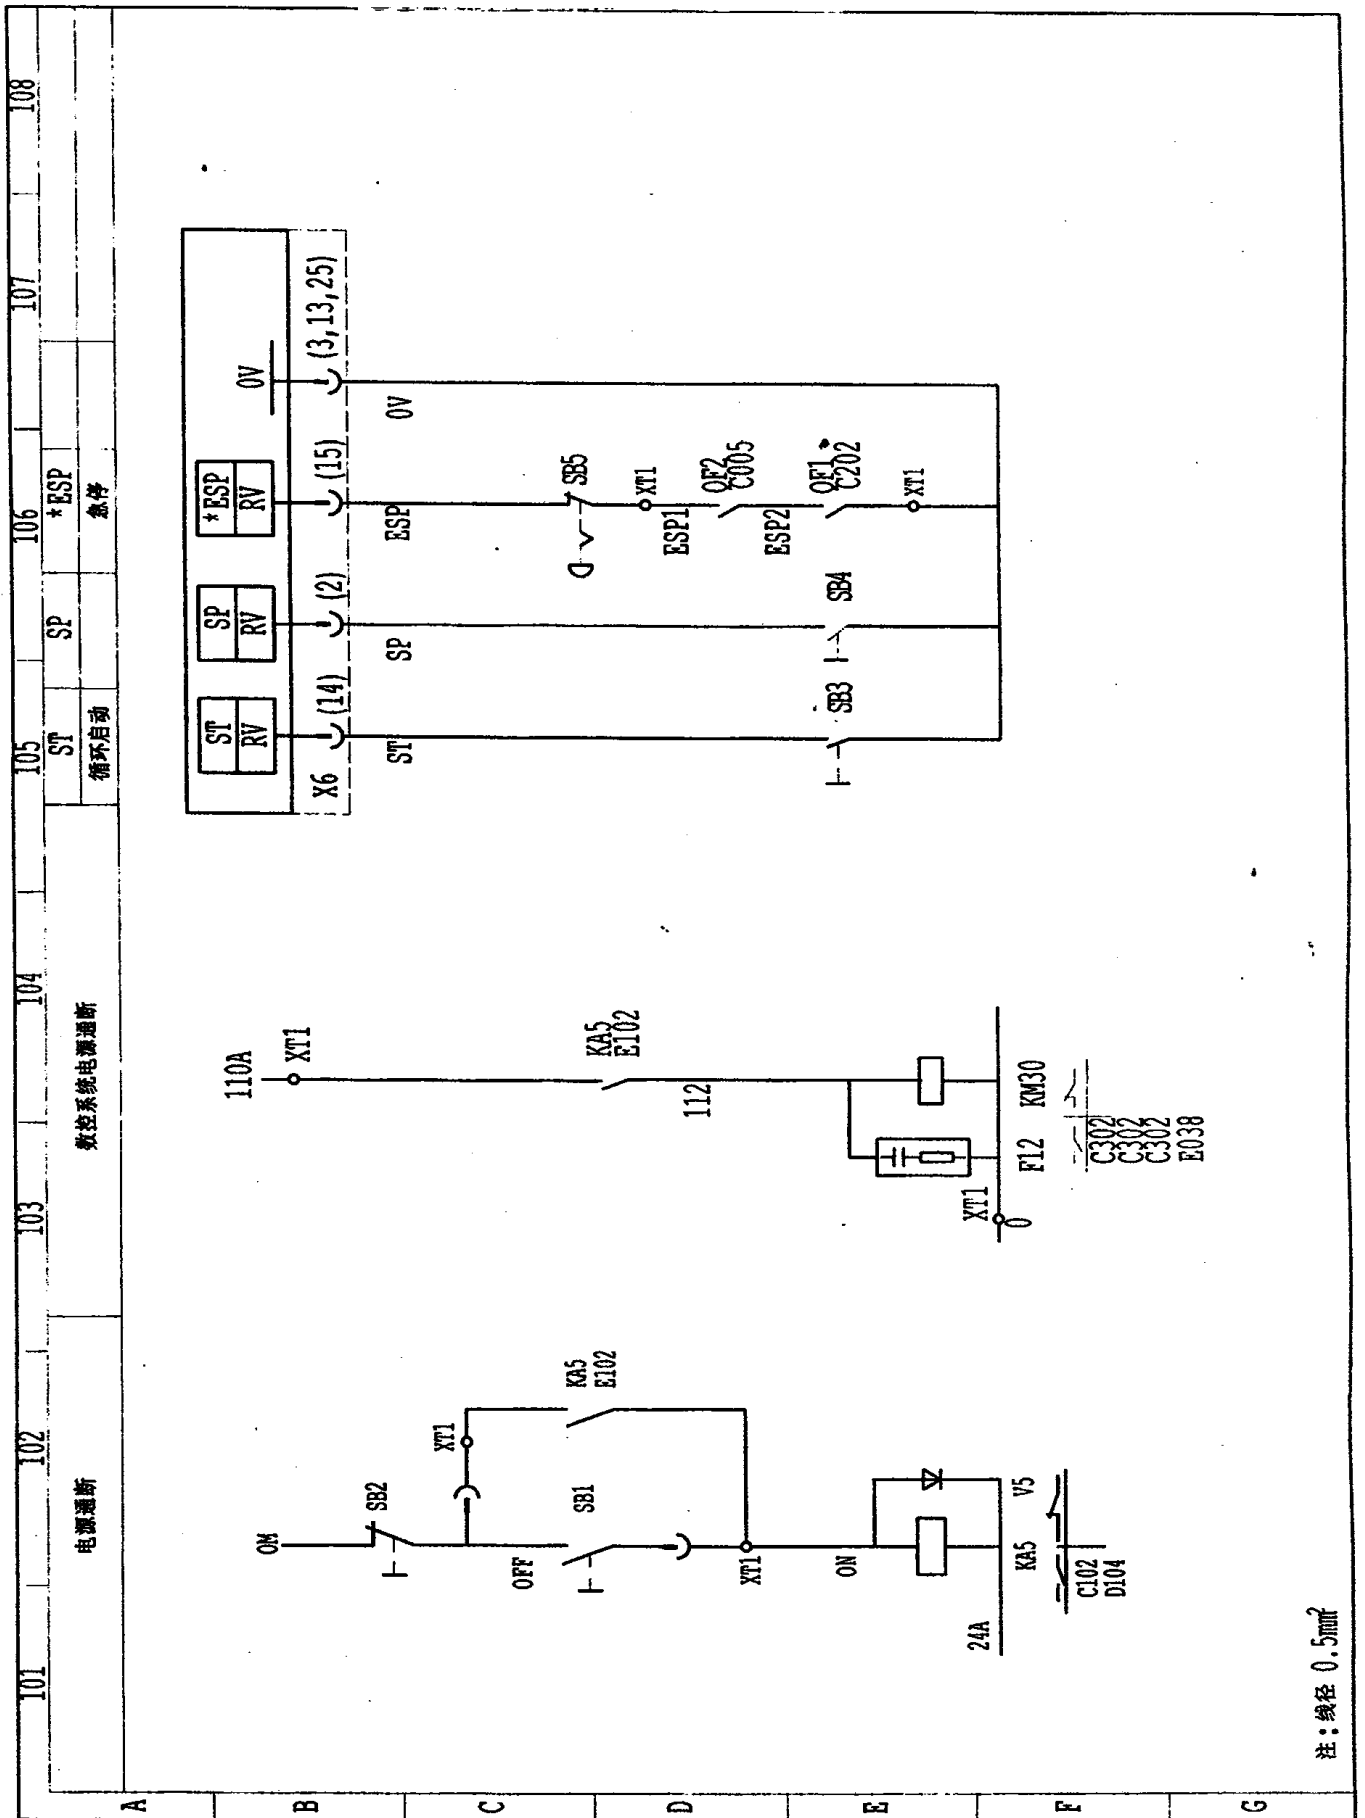 101 102 103 104 105 106 107 108
电源通断
数控系统电源通断
ST SP *ESP
循环启动 急停
A
B
C
D
E
F
G
0M
SB2
XT1
OFF
SB1
KA5
E102
XT1
ON
24A
KA5
V5
C102
D104
110A
XT1
KA5
E102
112
XT1
0
F12
KM30
C302
C302
C302
E038
ST
RV
SP
RV
*ESP
RV
0V
X6
(14)
(2)
(15)
(3,13,25)
ST
SP
ESP
0V
SB5
XT1
ESP1
QF2
C005
ESP2
QF1
C202
XT1
SB3
SB4
注:线径 0.5mm²